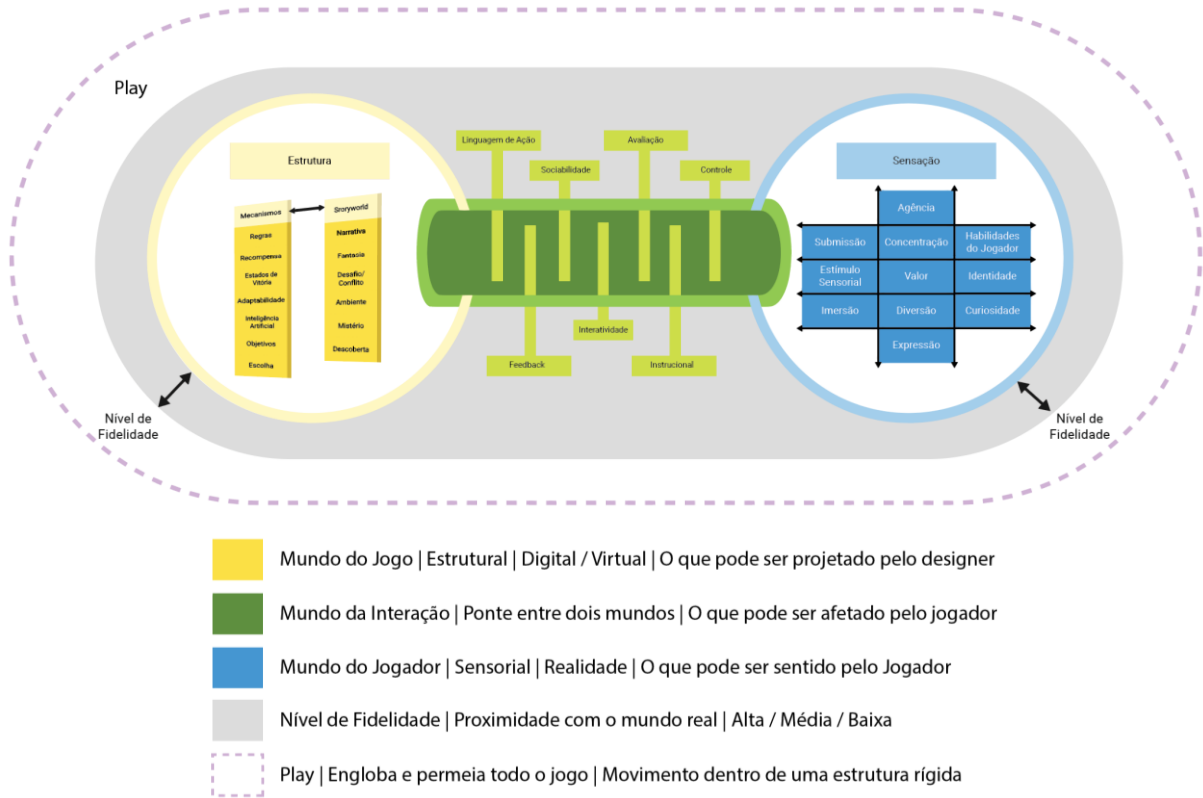 Play
Estrutura
Mecanismos
Regras
Recompensa
Estados de
Vitória
Adaptabilidade
Inteligência
Artificial
Objetivos
Escolha
Sroryworld
Narrativa
Fantacia
Desafio/
Conflito
Ambiente
Mistério
Descoberta
Linguagem de Ação
Sociabilidade
Avaliação
Controle
Feedback
Interatividade
Instrucional
Sensação
Agência
Submissão
Concentração
Habilidades
do Jogador
Estímulo
Sensorial
Valor
Identidade
Imersão
Diversão
Curiosidade
Expressão
Nível de
Fidelidade
Nível de
Fidelidade
Mundo do Jogo | Estrutural | Digital / Virtual | O que pode ser projetado pelo designer
Mundo da Interação | Ponte entre dois mundos | O que pode ser afetado pelo jogador
Mundo do Jogador | Sensorial | Realidade | O que pode ser sentido pelo Jogador
Nível de Fidelidade | Proximidade com o mundo real | Alta / Média / Baixa
Play | Engloba e permeia todo o jogo | Movimento dentro de uma estrutura rígida